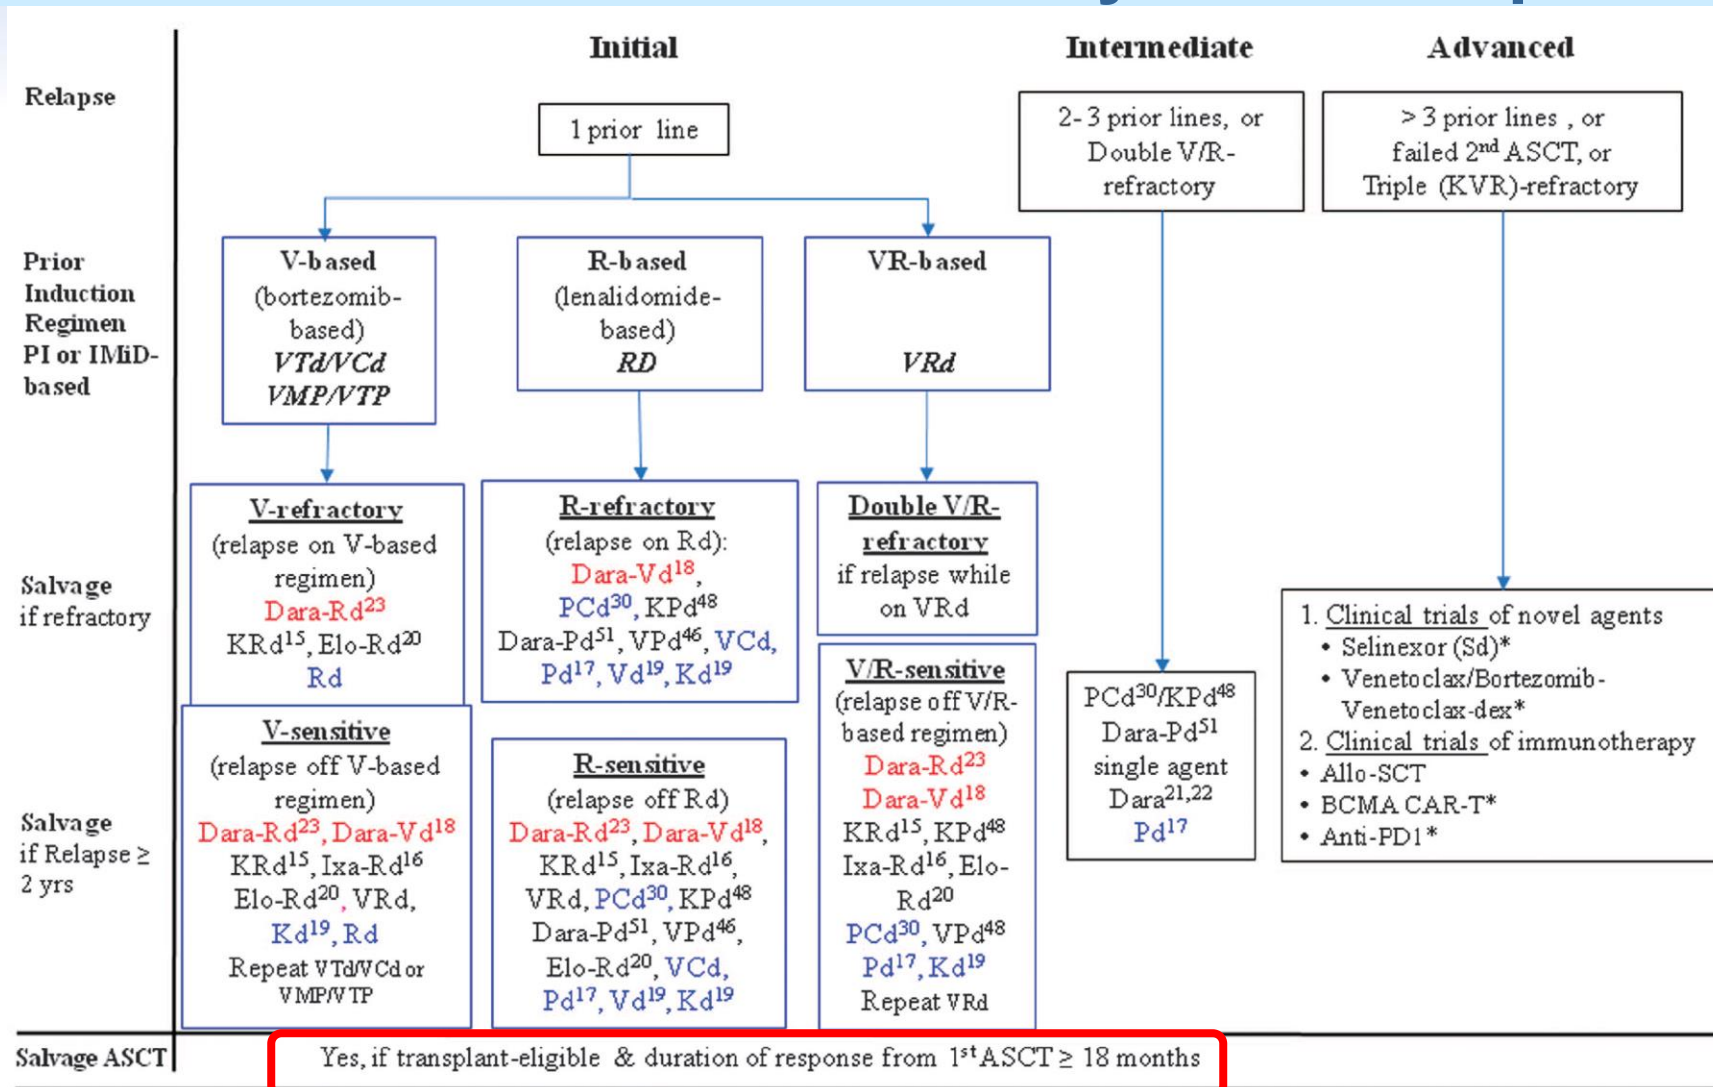 Initial
Intermediate
Advanced
Relapse
1 prior line
2- 3 prior lines, or
Double V/R-
refractory
> 3 prior lines , or
failed 2nd ASCT, or
Triple (KVR)-refractory
Prior
Induction
Regimen
PI or IMiD-
based
V-based
(bortezomib-
based)
VTd/VCd
VMP/VTP
R-based
(lenalidomide-
based)
RD
VR-based
VRd
Salvage
if refractory
V-refractory
(relapse on V-based
regimen)
Dara-Rd23
KRd15, Elo-Rd20
Rd
R-refractory
(relapse on Rd):
Dara-Vd18,
PCd30, KPd48
Dara-Pd51, VPd46, VCd,
Pd17, Vd19, Kd19
Double V/R-
refractory
if relapse while
on VRd
Salvage
if Relapse ≥
2 yrs
V-sensitive
(relapse off V-based
regimen)
Dara-Rd23, Dara-Vd18
KRd15, Ixa-Rd16
Elo-Rd20, VRd,
Kd19, Rd
Repeat VTd/VCd or
VMP/VTP
R-sensitive
(relapse off Rd)
Dara-Rd23, Dara-Vd18,
KRd15, Ixa-Rd16,
VRd, PCd30, KPd48
Dara-Pd51, VPd46,
Elo-Rd20, VCd,
Pd17, Vd19, Kd19
V/R-sensitive
(relapse off V/R-
based regimen)
Dara-Rd23
Dara-Vd18
KRd15, KPd48
Ixa-Rd16, Elo-
Rd20
PCd30, VPd48
Pd17, Kd19
Repeat VRd
PCd30/KPd48
Dara-Pd51
single agent
Dara21,22
Pd17
1. Clinical trials of novel agents
• Selinexor (Sd)*
• Venetoclax/Bortezomib-
Venetoclax-dex*
2. Clinical trials of immunotherapy
• Allo-SCT
• BCMA CAR-T*
• Anti-PD1*
Salvage ASCT
Yes, if transplant-eligible & duration of response from 1st ASCT ≥ 18 months